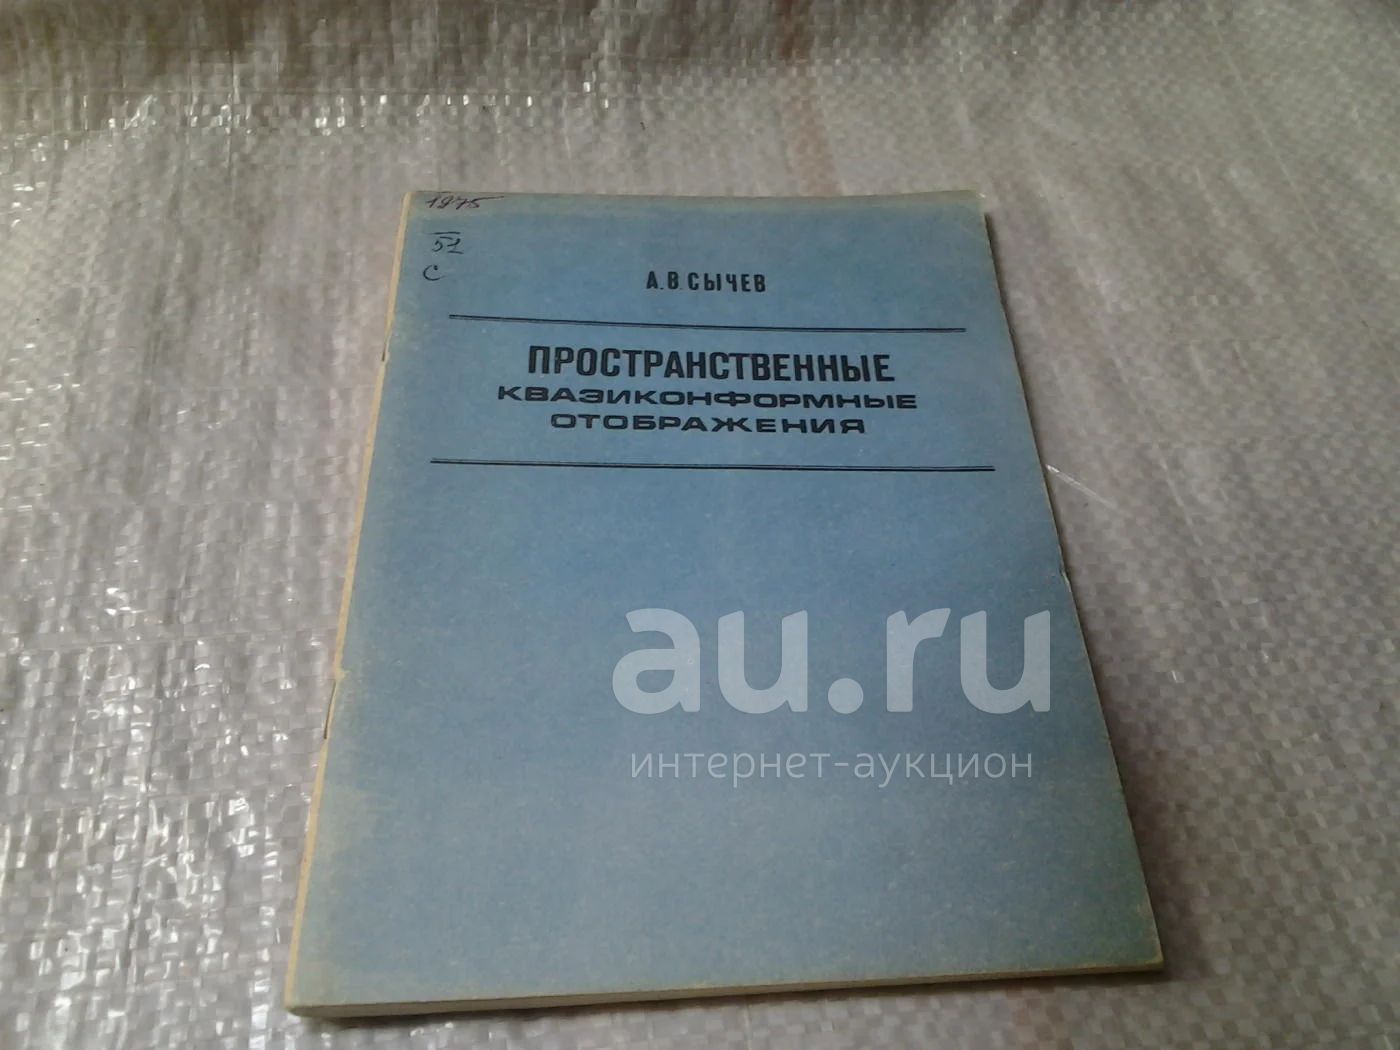 1975
51
С
А.В.СЫЧЕВ
ПРОСТРАНСТВЕННЫЕ
КВАЗИКОНФОРМНЫЕ
ОТОБРАЖЕНИЯ
au.ru
интернет-аукцион